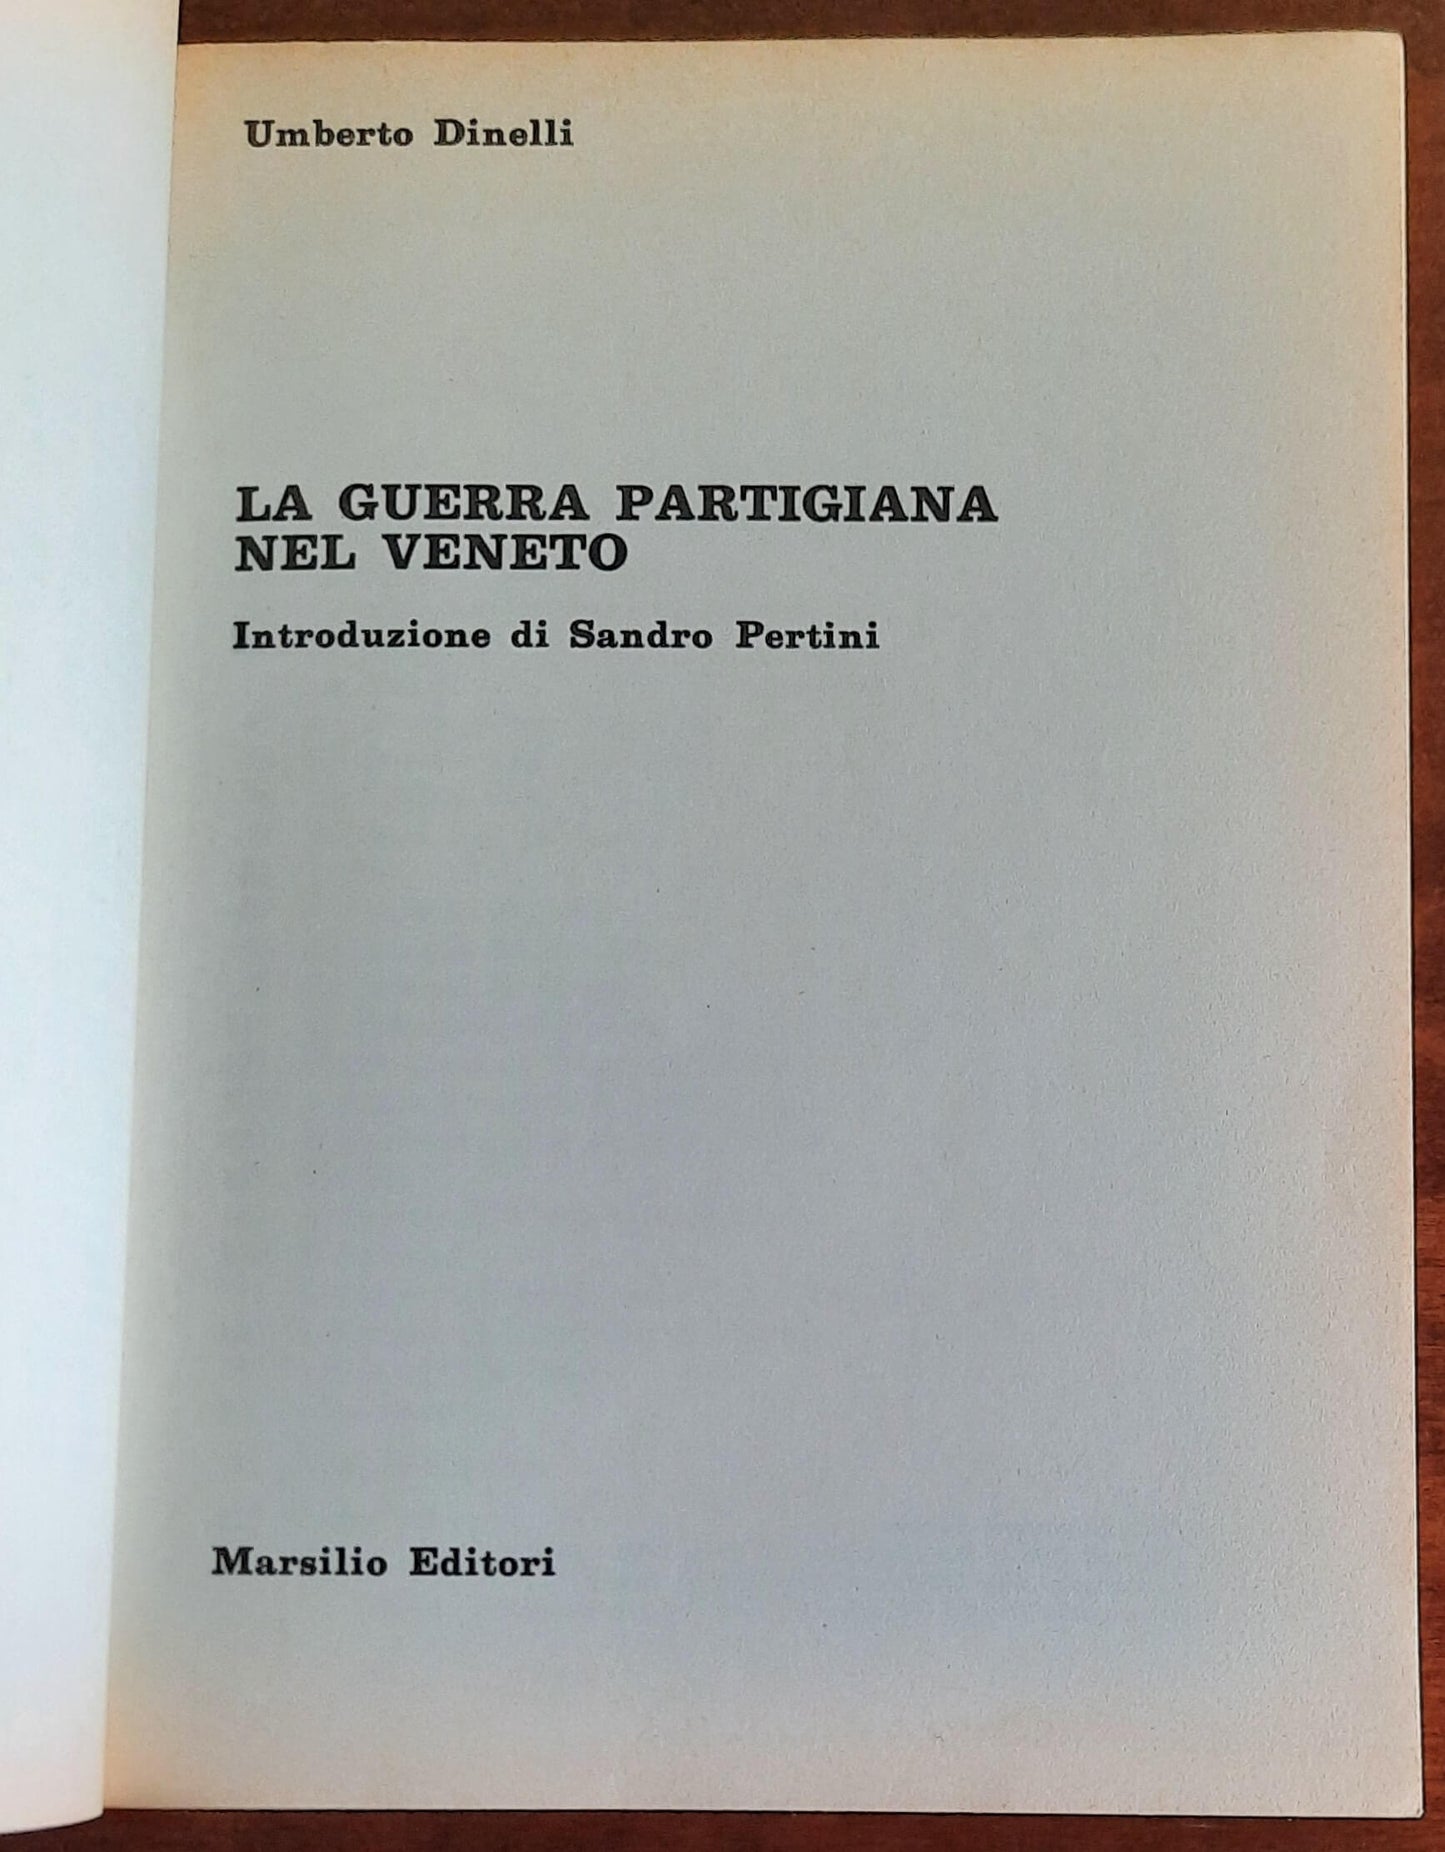 Umberto Dinelli
LA GUERRA PARTIGIANA
NEL VENETO
Introduzione di Sandro Pertini
Marsilio Editori